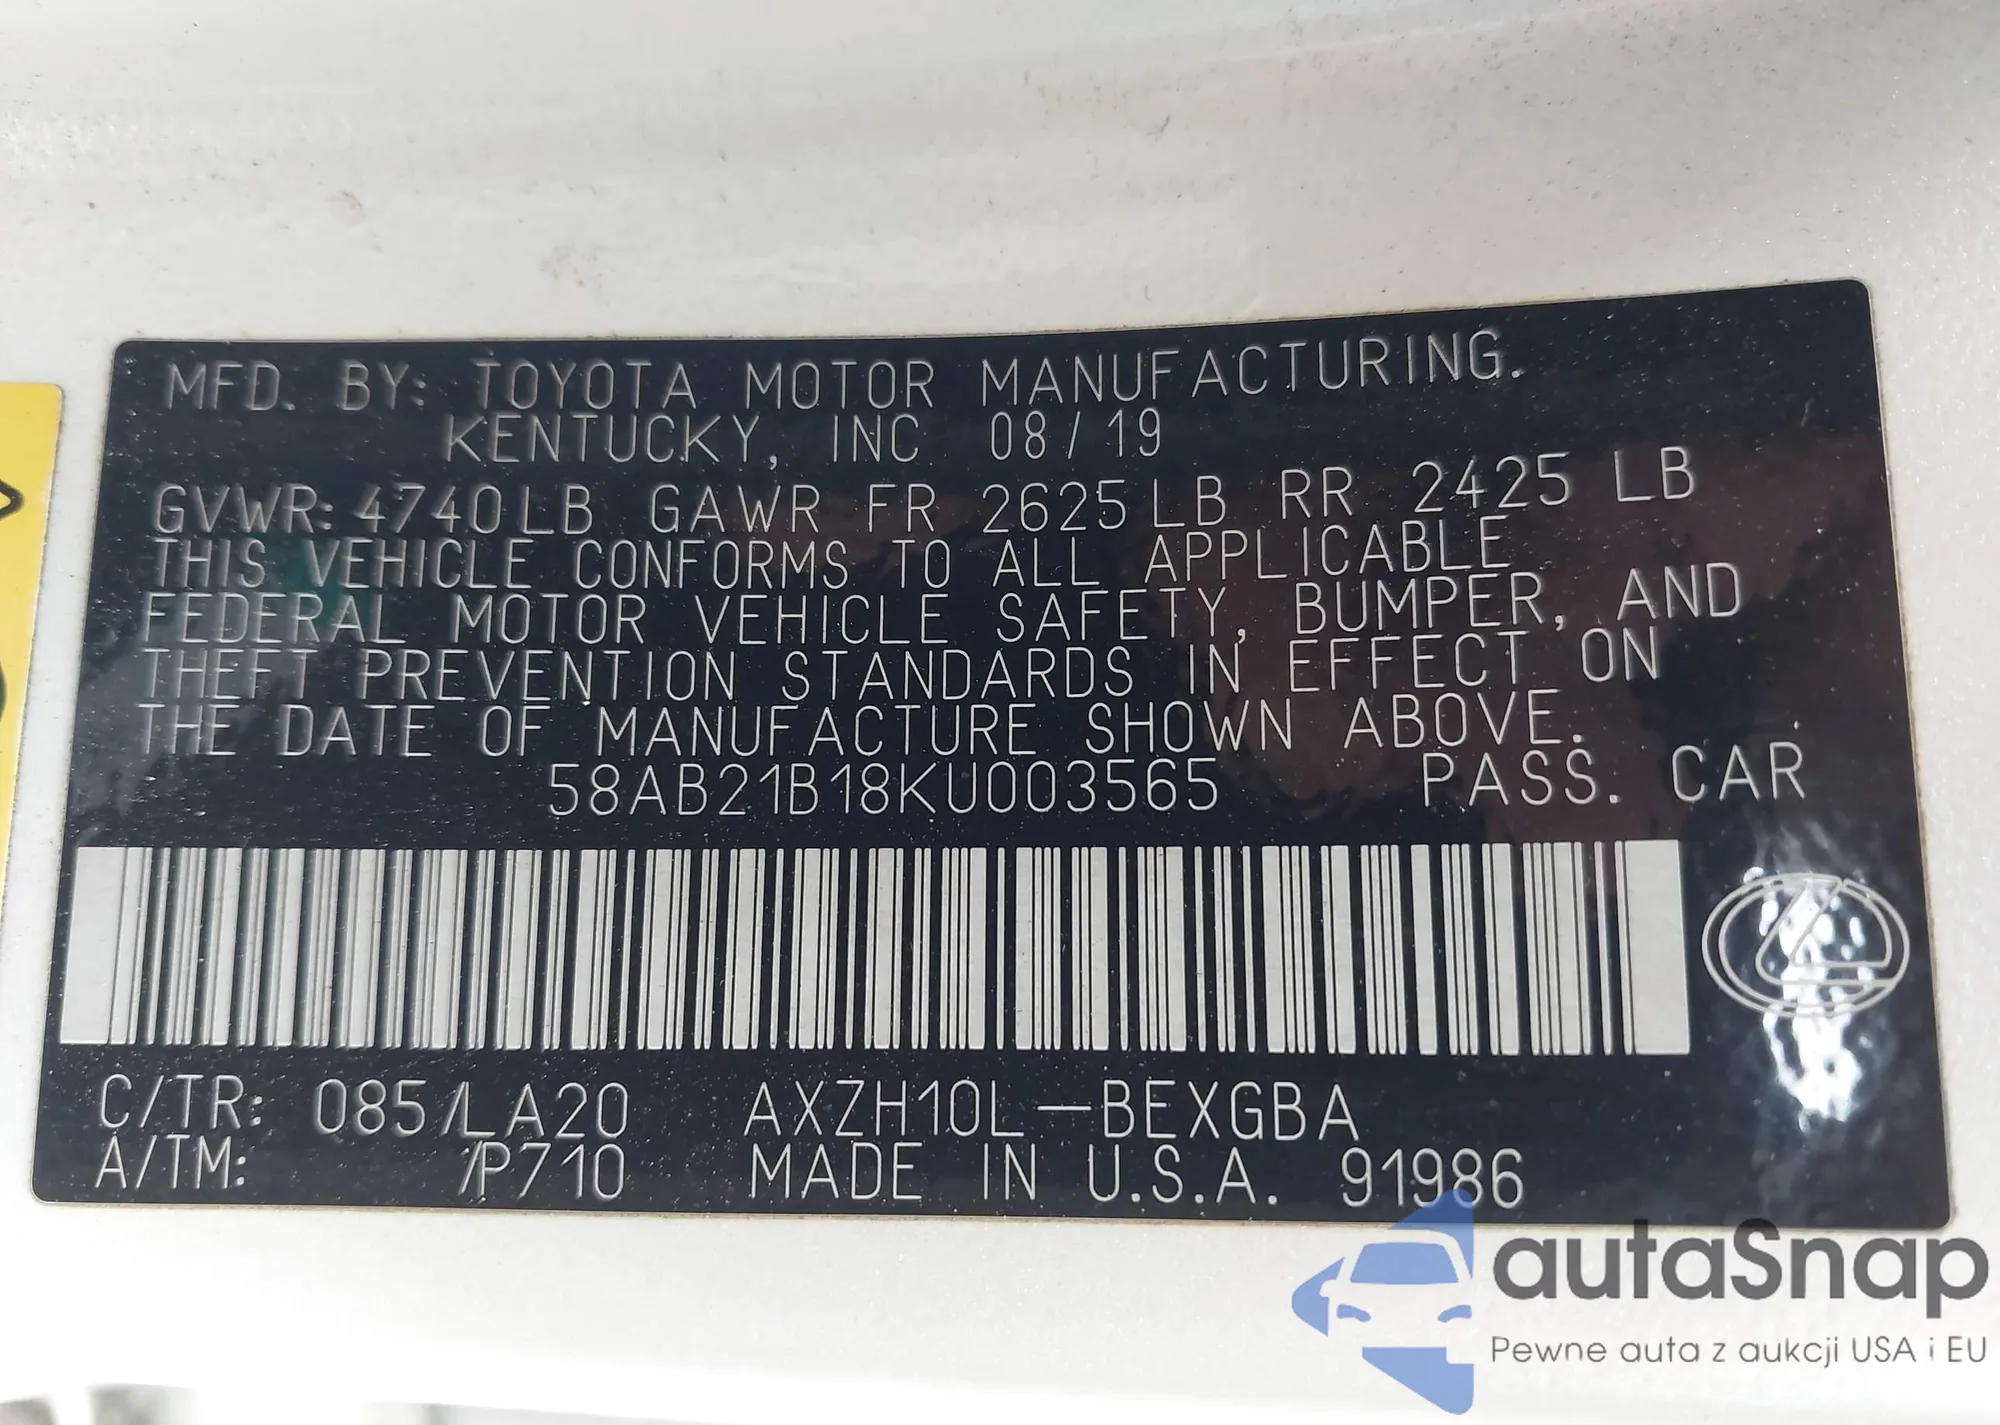 MFD. BY: TOYOTA MOTOR MANUFACTURING.
KENTUCKY, INC 08/19
GVWR: 4740LB GAWR FR 2625LB RR 2425 LB
THIS VEHICLE CONFORMS TO ALL APPLICABLE
FEDERAL MOTOR VEHICLE SAFETY, BUMPER, AND
THEFT PREVENTION STANDARDS IN EFFECT ON
THE DATE OF MANUFACTURE SHOWN ABOVE.
58AB21B18KU003565 PASS. CAR
C/TR: 085/LA20 AXZH10L-BEXGBA
A/TM: /P710 MADE IN U.S.A. 91986
autaSnap
Pewne auta z aukcji USA i EU